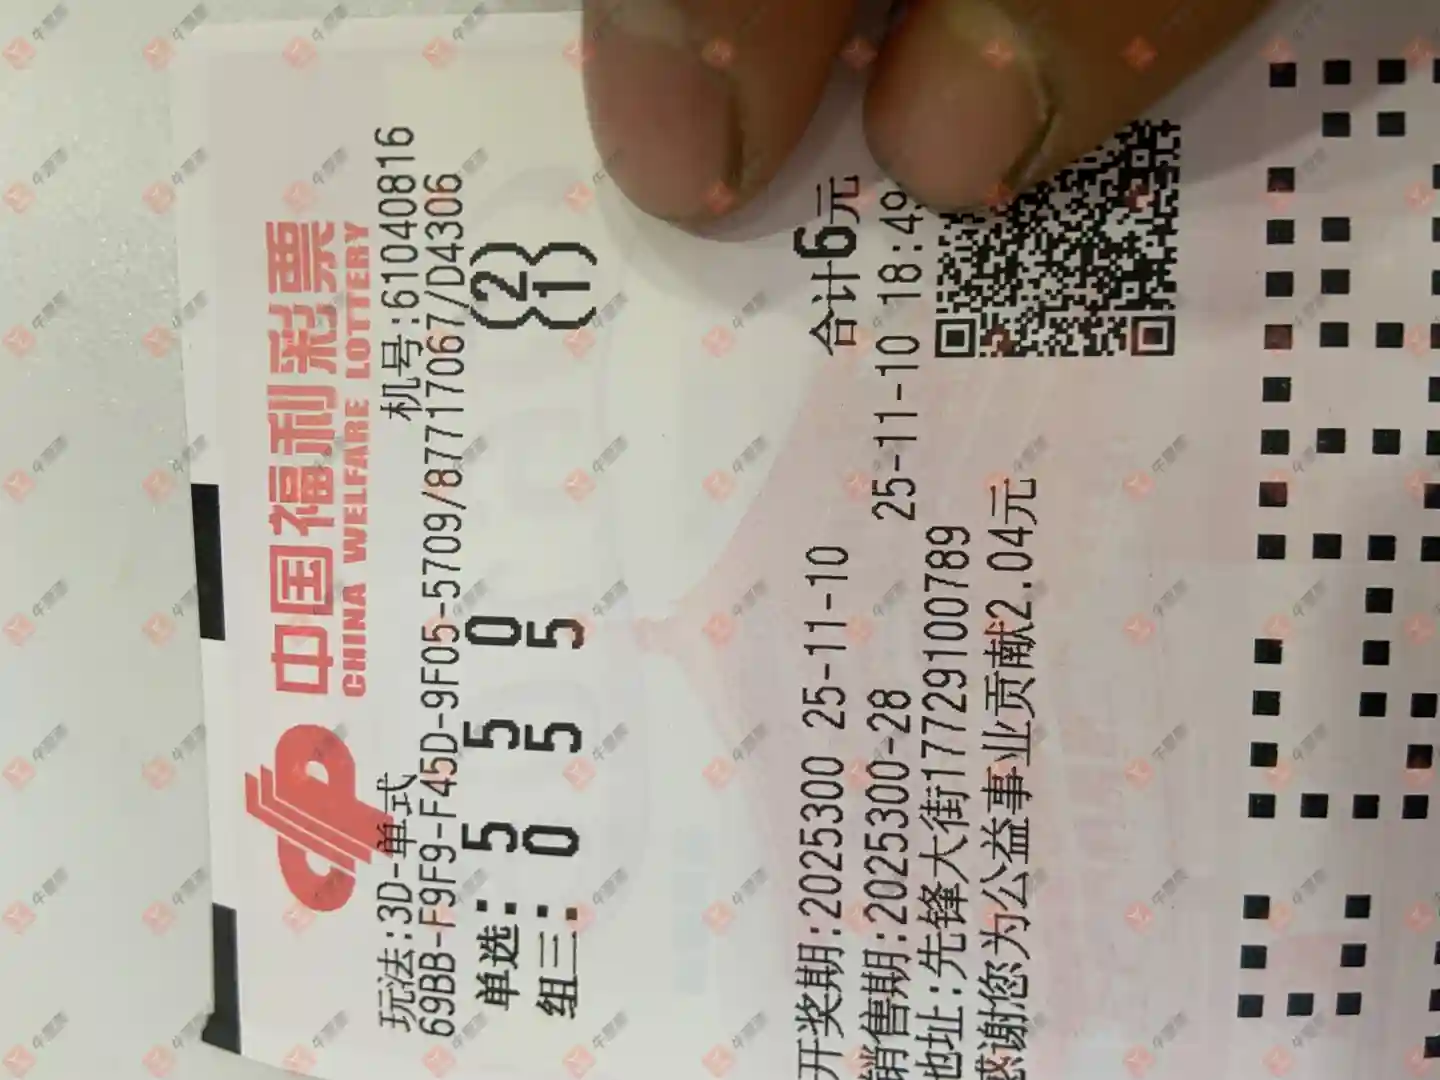 中国福利彩票
CHINA WELFARE LOTTERY
玩法:3D-单式 机号:61040816
69BB-F9F9-F45D-9F05-5709/87717067/D4306
单选: 5 5 0 (2)
组三: 0 5 5 (1)
合计6元
开奖期:2025300 25-11-10
销售期:2025300-28 25-11-10 18:49
地址:先锋大街17729100789
感谢您为公益事业贡献2.04元